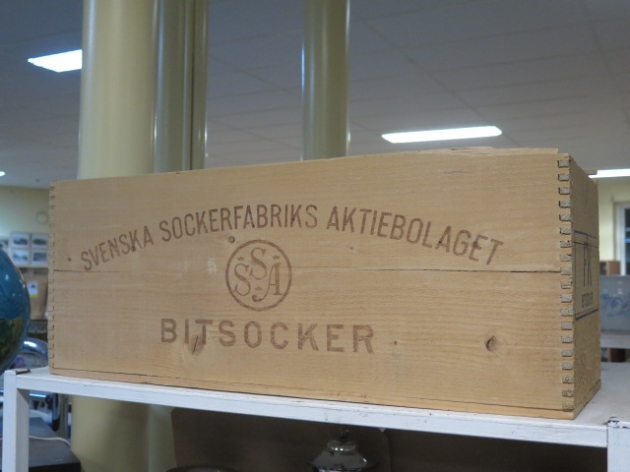 SVENSKA SOCKERFABRIKS AKTIEBOLAGET
SSA
BITSOCKER